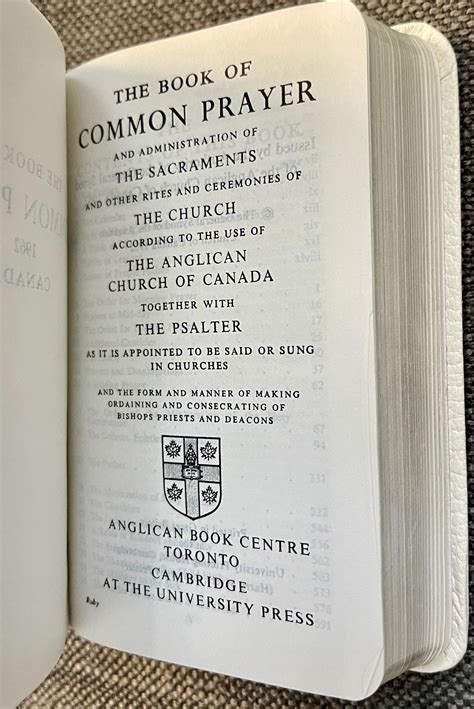 THE BOOK OF
COMMON PRAYER
AND ADMINISTRATION OF
THE SACRAMENTS
AND OTHER RITES AND CEREMONIES OF
THE CHURCH
ACCORDING TO THE USE OF
THE ANGLICAN
CHURCH OF CANADA
TOGETHER WITH
THE PSALTER
AS IT IS APPOINTED TO BE SAID OR SUNG
IN CHURCHES
AND THE FORM AND MANNER OF MAKING
ORDAINING AND CONSECRATING OF
BISHOPS PRIESTS AND DEACONS
ANGLICAN BOOK CENTRE
TORONTO
CAMBRIDGE
AT THE UNIVERSITY PRESS
Ruby